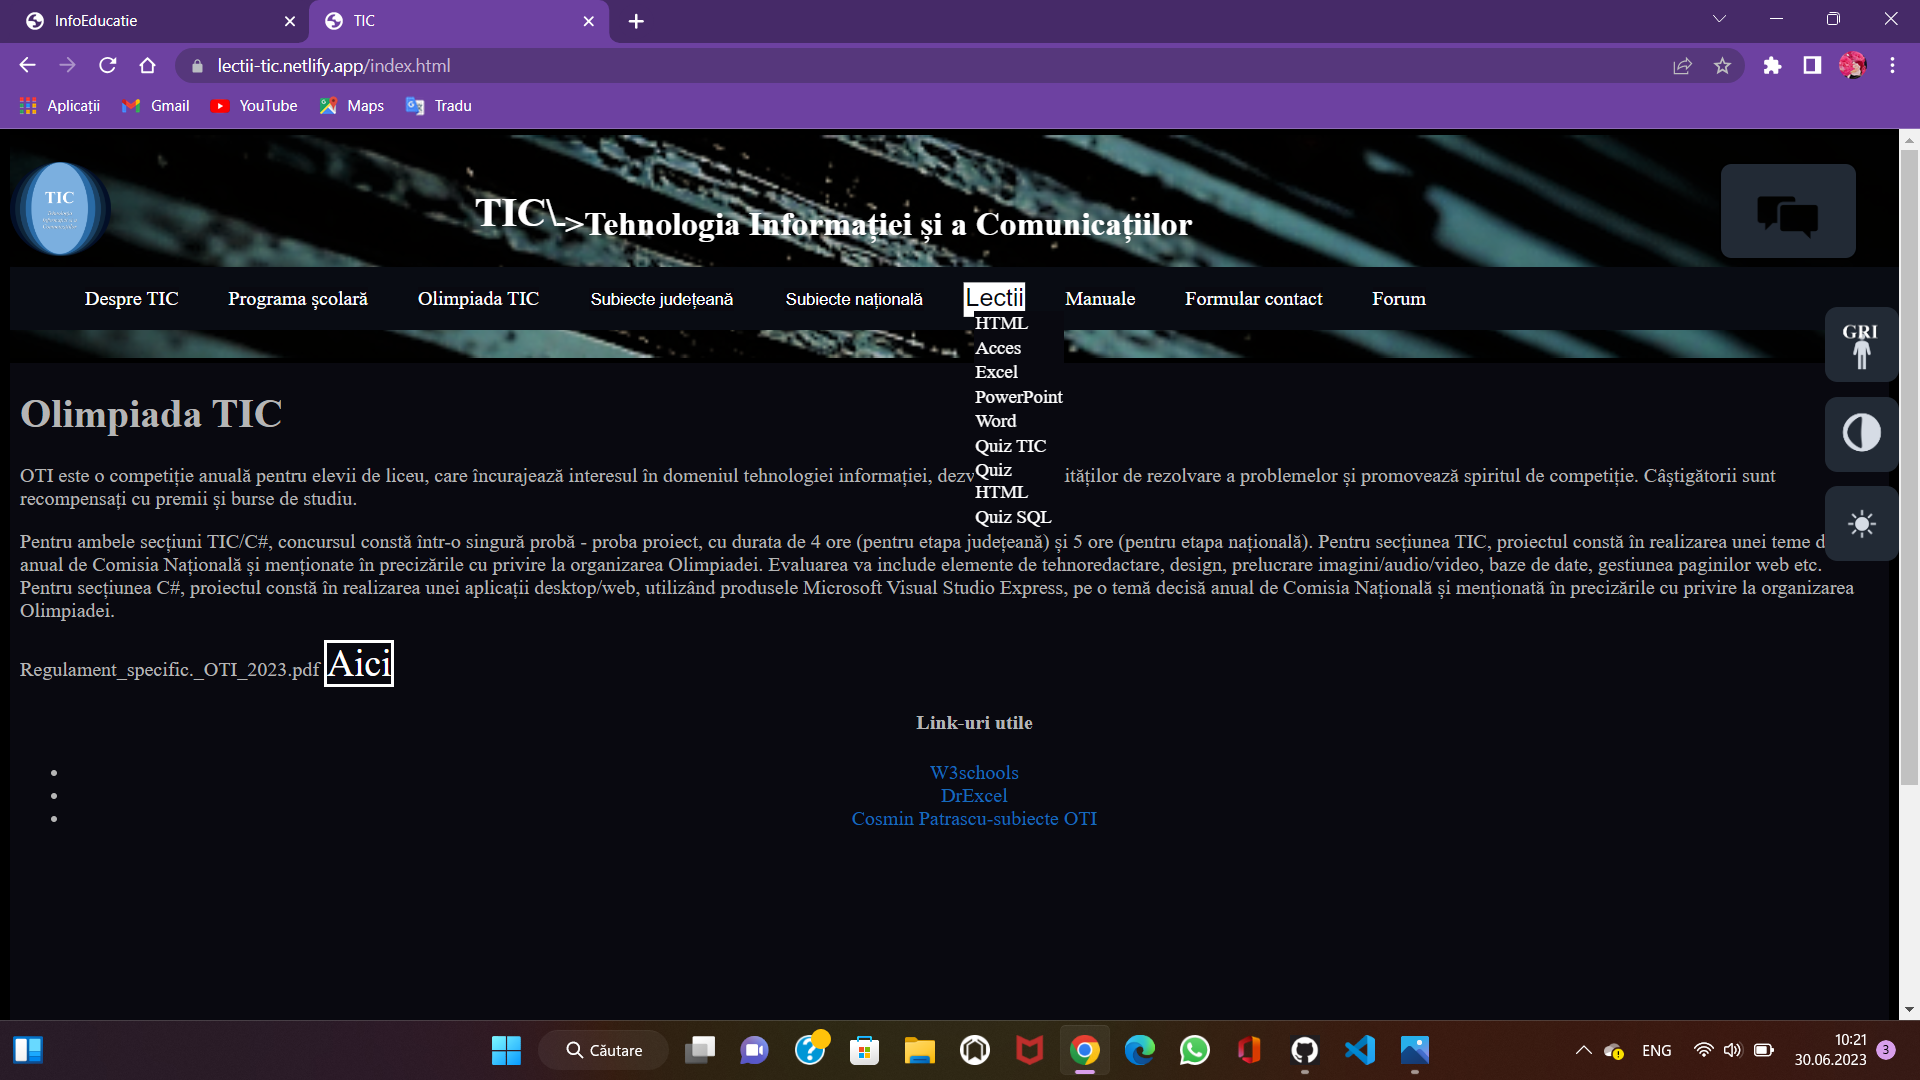 InfoEducatie
TIC
lectii-tic.netlify.app/index.html
Aplicații Gmail YouTube Maps Tradu
TIC
TIC\->Tehnologia Informației și a Comunicațiilor
Despre TIC Programa școlară Olimpiada TIC Subiecte județeană Subiecte națională Lectii Manuale Formular contact Forum
HTML
Acces
Excel
PowerPoint
Word
Quiz TIC
Quiz
HTML
Quiz SQL
GRI
Olimpiada TIC
OTI este o competiție anuală pentru elevii de liceu, care încurajează interesul în domeniul tehnologiei informației, dezv ităților de rezolvare a problemelor și promovează spiritul de competiție. Câștigătorii sunt
recompensați cu premii și burse de studiu.
Pentru ambele secțiuni TIC/C#, concursul constă într-o singură probă - proba proiect, cu durata de 4 ore (pentru etapa județeană) și 5 ore (pentru etapa națională). Pentru secțiunea TIC, proiectul constă în realizarea unei teme d
anual de Comisia Națională și menționate în precizările cu privire la organizarea Olimpiadei. Evaluarea va include elemente de tehnoredactare, design, prelucrare imagini/audio/video, baze de date, gestiunea paginilor web etc.
Pentru secțiunea C#, proiectul constă în realizarea unei aplicații desktop/web, utilizând produsele Microsoft Visual Studio Express, pe o temă decisă anual de Comisia Națională și menționată în precizările cu privire la organizarea
Olimpiadei.
Regulament_specific._OTI_2023.pdf Aici
Link-uri utile
W3schools
DrExcel
Cosmin Patrascu-subiecte OTI
Căutare
ENG
10:21
30.06.2023
3